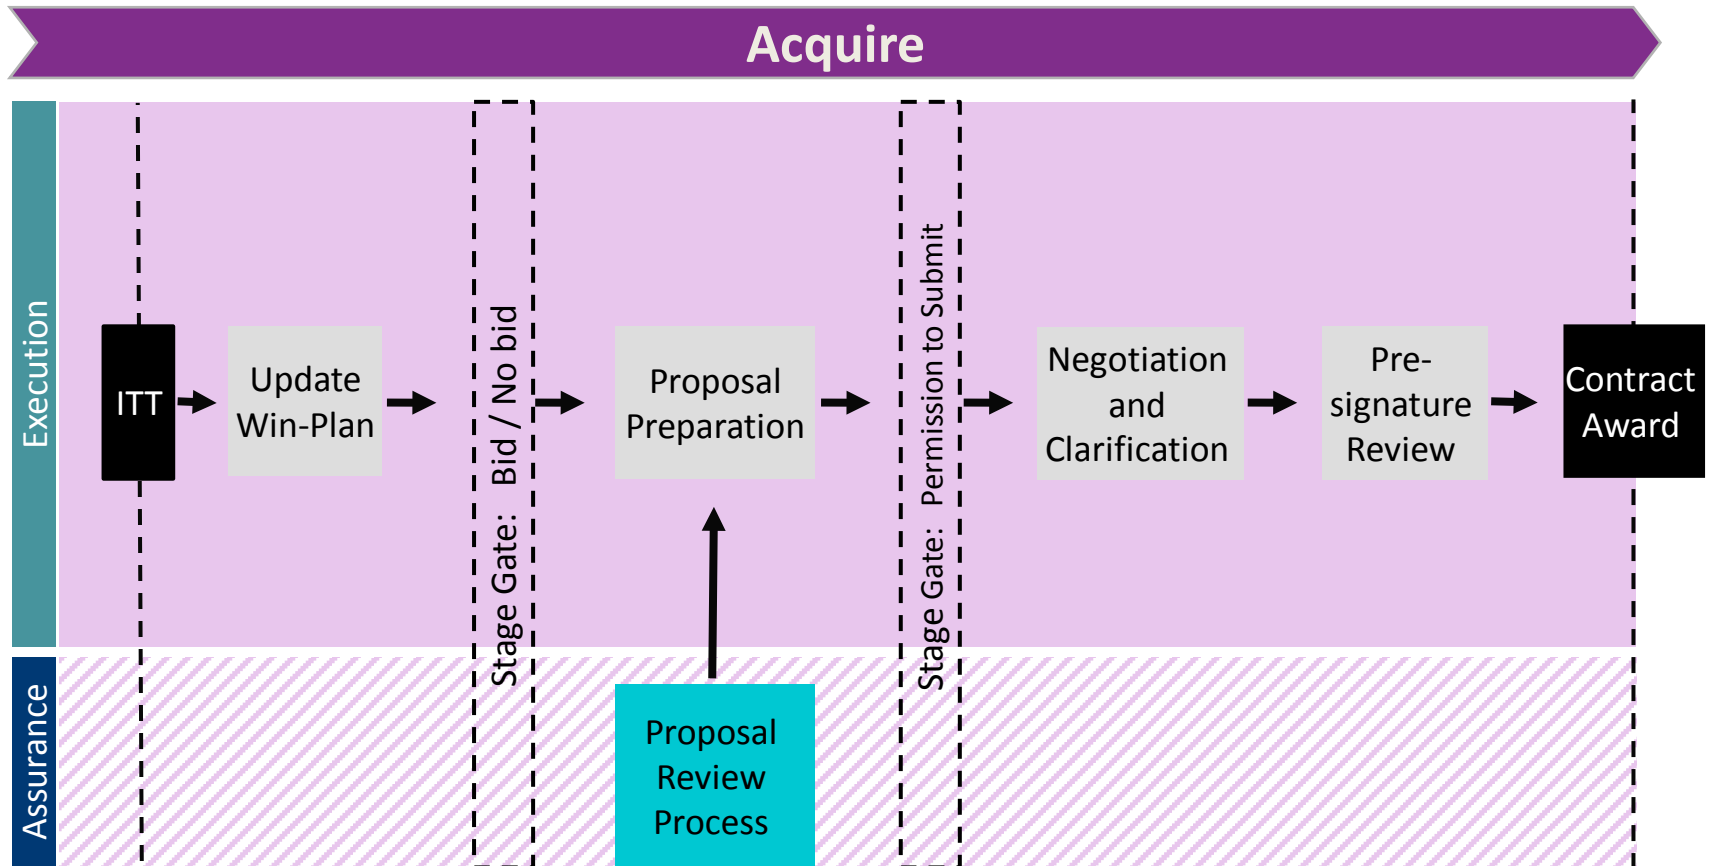 Acquire
Execution
ITT
Update
Win-Plan
Stage Gate:   Bid / No bid
Proposal
Preparation
Stage Gate:   Permission to Submit
Negotiation
and
Clarification
Pre-
signature
Review
Contract
Award
Assurance
Proposal
Review
Process